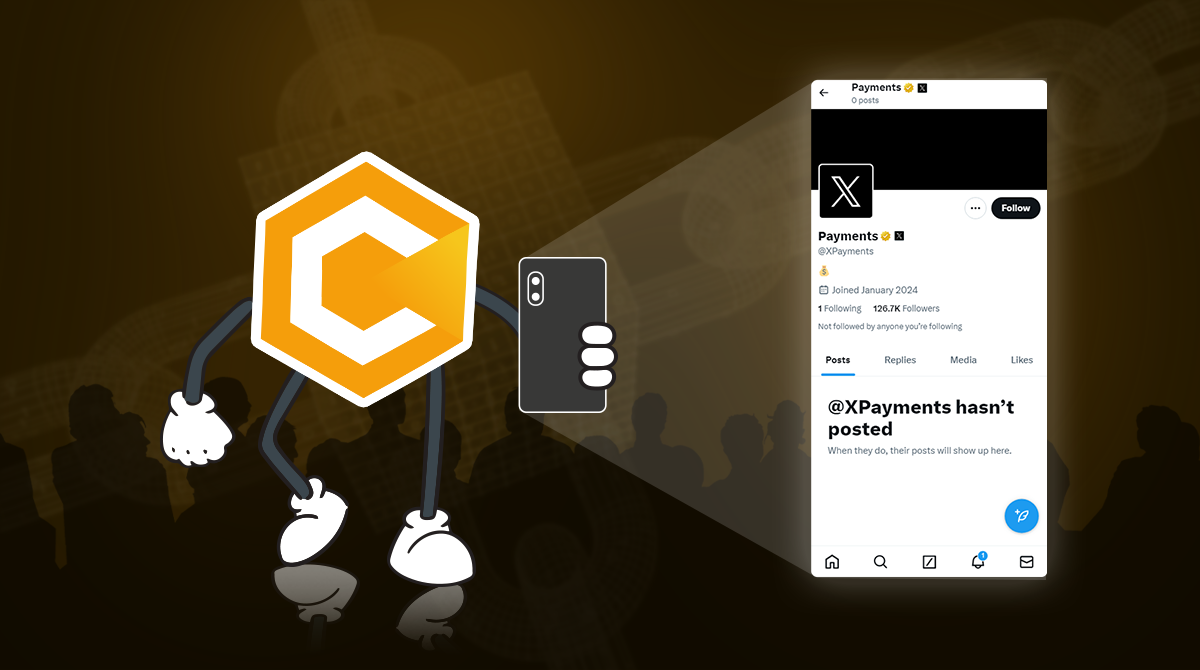 Payments
0 posts
X
Follow
Payments
@XPayments
Joined January 2024
1 Following 126.7K Followers
Not followed by anyone you're following
Posts Replies Media Likes
@XPayments hasn’t
posted
When they do, their posts will show up here.
1